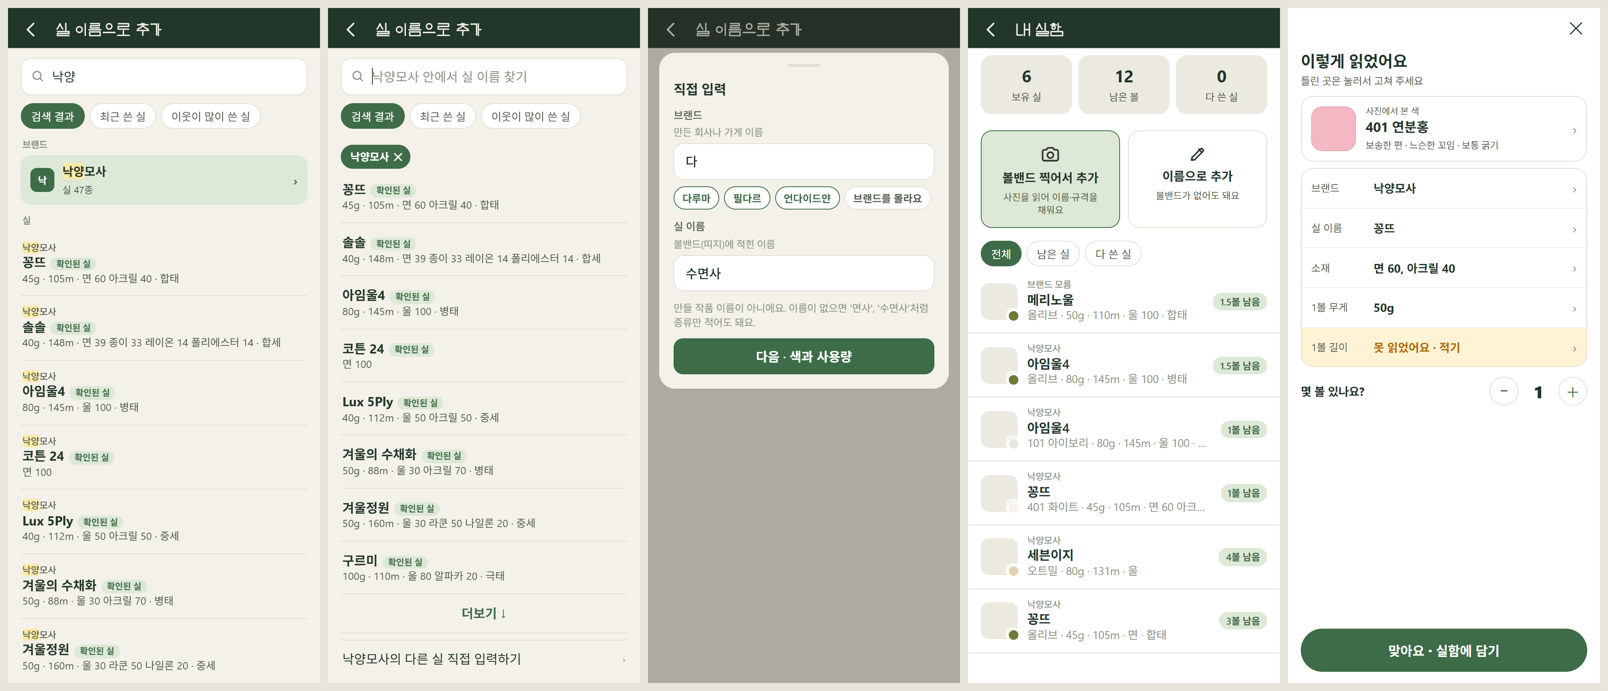 실 이름으로 추가
낙양
검색 결과
최근 쓴 실
이웃이 많이 쓴 실
브랜드
낙
낙양모사
실 47종
실
낙양모사
꽁뜨 확인된 실
45g · 105m · 면 60 아크릴 40 · 합태
낙양모사
솔솔 확인된 실
40g · 148m · 면 39 종이 33 레이온 14 폴리에스터 14 · 합세
낙양모사
아임울4 확인된 실
80g · 145m · 울 100 · 병태
낙양모사
코튼 24 확인된 실
면 100
낙양모사
Lux 5Ply 확인된 실
40g · 112m · 울 50 아크릴 50 · 중세
낙양모사
겨울의 수채화 확인된 실
50g · 88m · 울 30 아크릴 70 · 병태
낙양모사
겨울정원 확인된 실
50g · 160m · 울 30 라쿤 50 나일론 20 · 중세
실 이름으로 추가
낙양모사 안에서 실 이름 찾기
검색 결과
최근 쓴 실
이웃이 많이 쓴 실
낙양모사 ×
꽁뜨 확인된 실
45g · 105m · 면 60 아크릴 40 · 합태
솔솔 확인된 실
40g · 148m · 면 39 종이 33 레이온 14 폴리에스터 14 · 합세
아임울4 확인된 실
80g · 145m · 울 100 · 병태
코튼 24 확인된 실
면 100
Lux 5Ply 확인된 실
40g · 112m · 울 50 아크릴 50 · 중세
겨울의 수채화 확인된 실
50g · 88m · 울 30 아크릴 70 · 병태
겨울정원 확인된 실
50g · 160m · 울 30 라쿤 50 나일론 20 · 중세
구르미 확인된 실
100g · 110m · 울 80 알파카 20 · 극태
더보기 ↓
낙양모사의 다른 실 직접 입력하기
실 이름으로 추가
직접 입력
브랜드
만든 회사나 가게 이름
다
다루마
필다르
언다이드얀
브랜드를 몰라요
실 이름
볼밴드(띠지)에 적힌 이름
수면사
만들 작품 이름이 아니에요. 이름이 없으면 '면사', '수면사'처럼
종류만 적어도 돼요.
다음 · 색과 사용량
내 실함
6
보유 실
12
남은 볼
0
다 쓴 실
볼밴드 찍어서 추가
사진을 읽어 이름·규격을
채워요
이름으로 추가
볼밴드가 없어도 돼요
전체
남은 실
다 쓴 실
브랜드 모름
메리노울
올리브 · 50g · 110m · 울 100 · 합태
1.5볼 남음
낙양모사
아임울4
올리브 · 80g · 145m · 울 100 · 병태
1.5볼 남음
낙양모사
아임울4
101 아이보리 · 80g · 145m · 울 100 · ...
1볼 남음
낙양모사
꽁뜨
401 화이트 · 45g · 105m · 면 60 아크...
1볼 남음
낙양모사
세븐이지
오트밀 · 80g · 131m · 울
4볼 남음
낙양모사
꽁뜨
올리브 · 45g · 105m · 면 · 합태
3볼 남음
이렇게 읽었어요
틀린 곳은 눌러서 고쳐 주세요
사진에서 본 색
401 연분홍
보송한 편 · 느슨한 꼬임 · 보통 굵기
브랜드 낙양모사
실 이름 꽁뜨
소재 면 60, 아크릴 40
1볼 무게 50g
1볼 길이 못 읽었어요 · 적기
몇 볼 있나요?
− 1 +
맞아요 · 실함에 담기